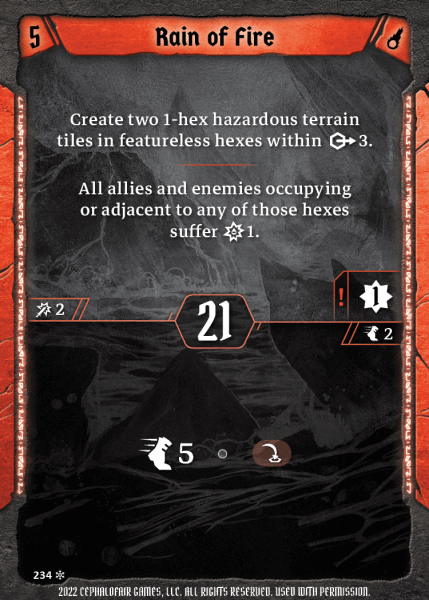 5
Rain of Fire
Create two 1-hex hazardous terrain
tiles in featureless hexes within 3.
All allies and enemies occupying
or adjacent to any of those hexes
suffer 1.
2
!
1
21
2
5
234
2022 CEPHALOFAIR GAMES, LLC. ALL RIGHTS RESERVED. USED WITH PERMISSION.